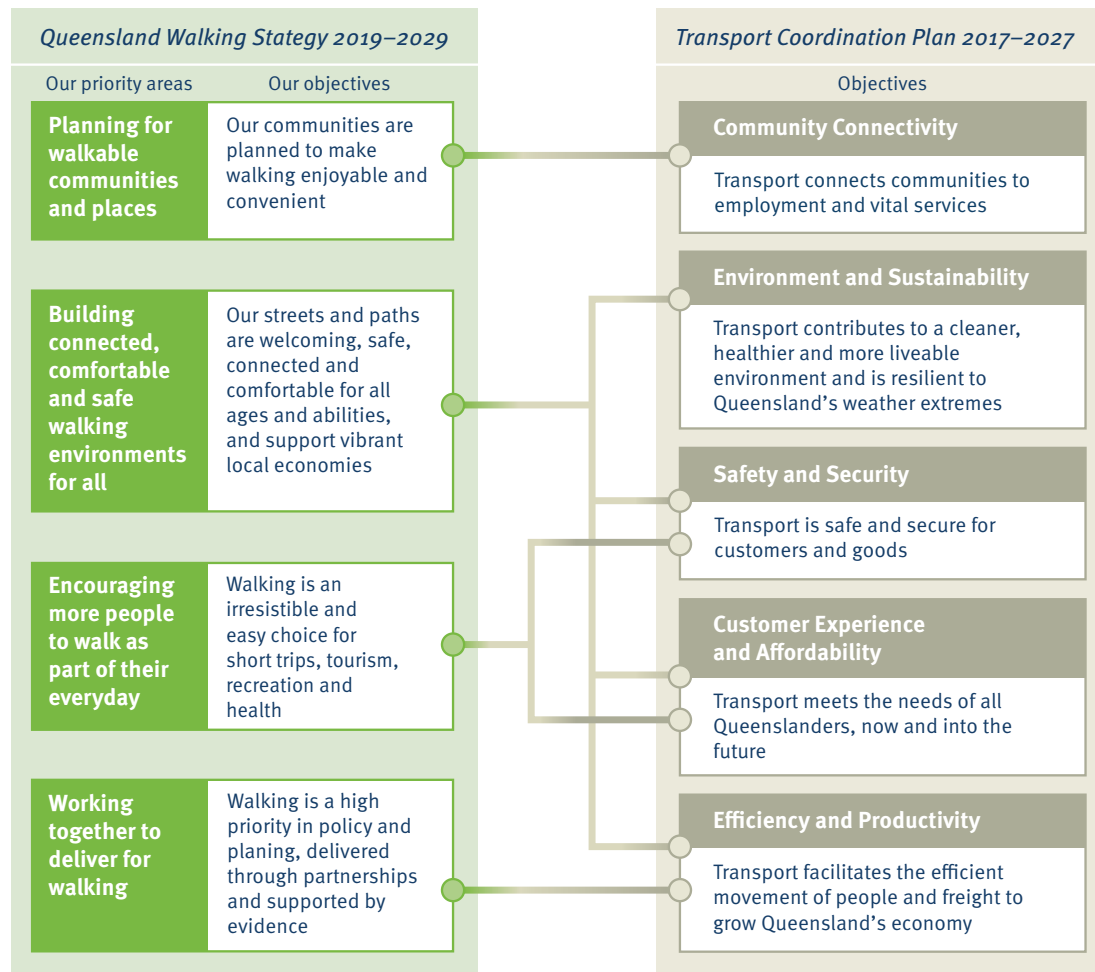 Queensland Walking Stategy 2019–2029
Our priority areas
Our objectives
Planning for
walkable
communities
and places
Our communities are
planned to make
walking enjoyable and
convenient
Building
connected,
comfortable
and safe
walking
environments
for all
Our streets and paths
are welcoming, safe,
connected and
comfortable for all
ages and abilities,
and support vibrant
local economies
Encouraging
more people
to walk as
part of their
everyday
Walking is an
irresistible and
easy choice for
short trips, tourism,
recreation and
health
Working
together to
deliver for
walking
Walking is a high
priority in policy and
planing, delivered
through partnerships
and supported by
evidence
Transport Coordination Plan 2017–2027
Objectives
Community Connectivity
Transport connects communities to
employment and vital services
Environment and Sustainability
Transport contributes to a cleaner,
healthier and more liveable
environment and is resilient to
Queensland's weather extremes
Safety and Security
Transport is safe and secure for
customers and goods
Customer Experience
and Affordability
Transport meets the needs of all
Queenslanders, now and into the
future
Efficiency and Productivity
Transport facilitates the efficient
movement of people and freight to
grow Queensland's economy